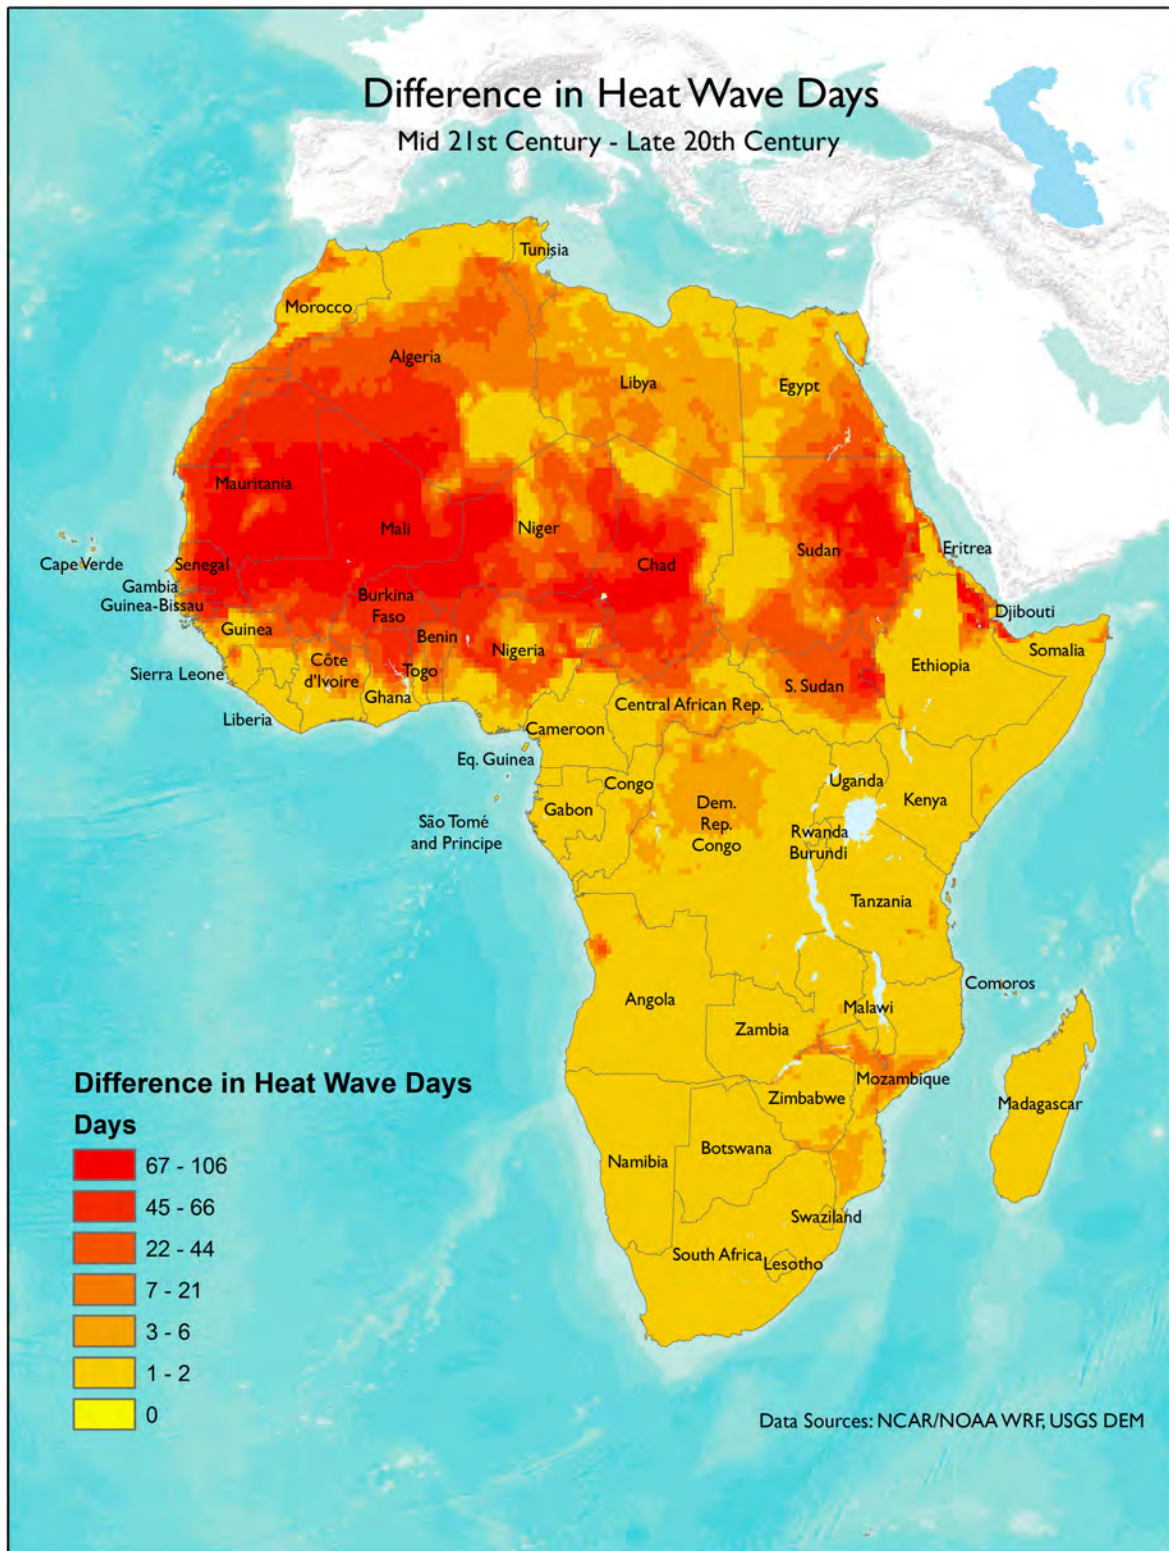 Difference in Heat Wave Days
Mid 21st Century - Late 20th Century
Tunisia
Morocco
Algeria
Libya
Egypt
Mauritania
Mali
Niger
Chad
Sudan
Eritrea
Cape Verde
Senegal
Gambia
Guinea-Bissau
Burkina
Faso
Djibouti
Guinea
Benin
Nigeria
Somalia
Sierra Leone
Côte
d'Ivoire
Togo
Ethiopia
Ghana
S. Sudan
Liberia
Central African Rep.
Cameroon
Eq. Guinea
Congo
Uganda
Kenya
Gabon
Dem.
Rep.
Congo
São Tomé
and Principe
Rwanda
Burundi
Tanzania
Comoros
Angola
Malawi
Zambia
Mozambique
Zimbabwe
Madagascar
Botswana
Namibia
Swaziland
South Africa
Lesotho
Difference in Heat Wave Days
Days
67 - 106
45 - 66
22 - 44
7 - 21
3 - 6
1 - 2
0
Data Sources: NCAR/NOAA WRF, USGS DEM